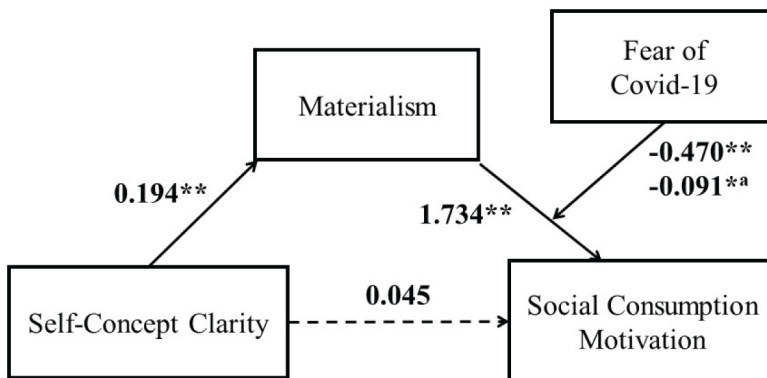 Fear of
Covid-19
Materialism
-0.470**
-0.091*ᵃ
0.194**
1.734**
0.045
Self-Concept Clarity
Social Consumption
Motivation